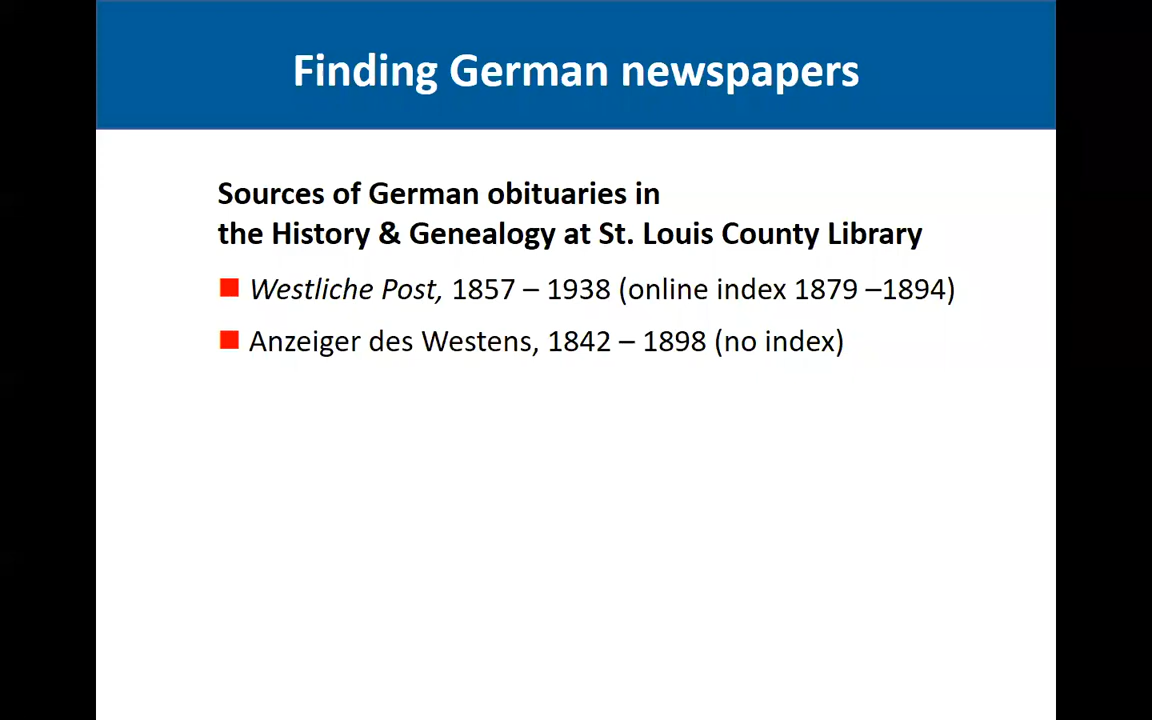 Finding German newspapers
Sources of German obituaries in
the History & Genealogy at St. Louis County Library
Westliche Post, 1857 – 1938 (online index 1879 –1894)
Anzeiger des Westens, 1842 – 1898 (no index)